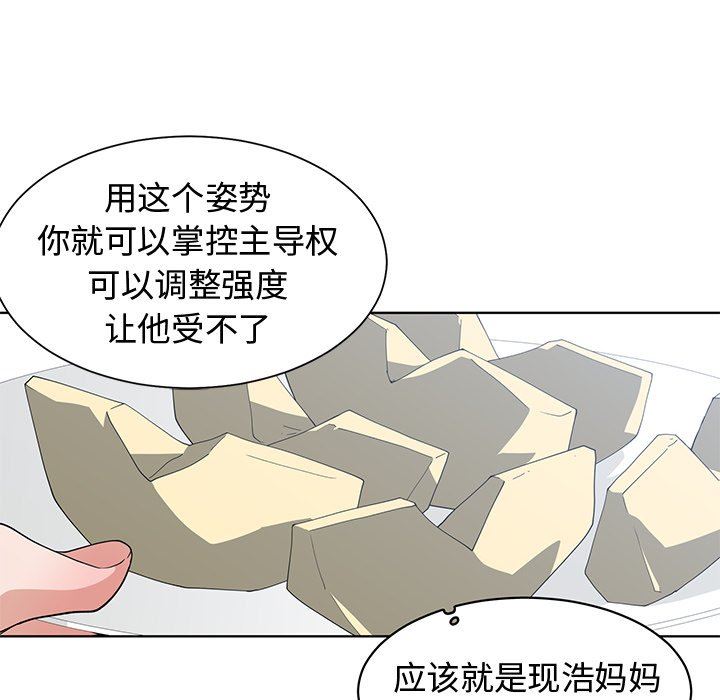 用这个姿势
你就可以掌控主导权
可以调整强度
让他受不了
应该就是现浩妈妈